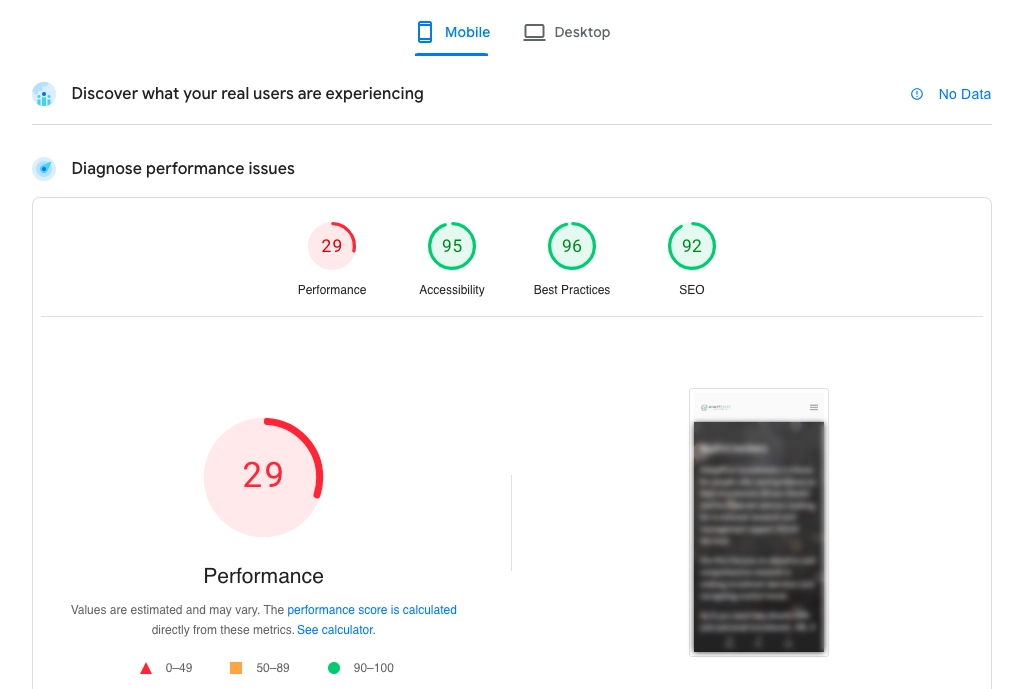 Mobile
Desktop
Discover what your real users are experiencing
No Data
Diagnose performance issues
29
95
96
92
Performance
Accessibility
Best Practices
SEO
29
Performance
Values are estimated and may vary. The performance score is calculated
directly from these metrics. See calculator.
0–49
50–89
90–100